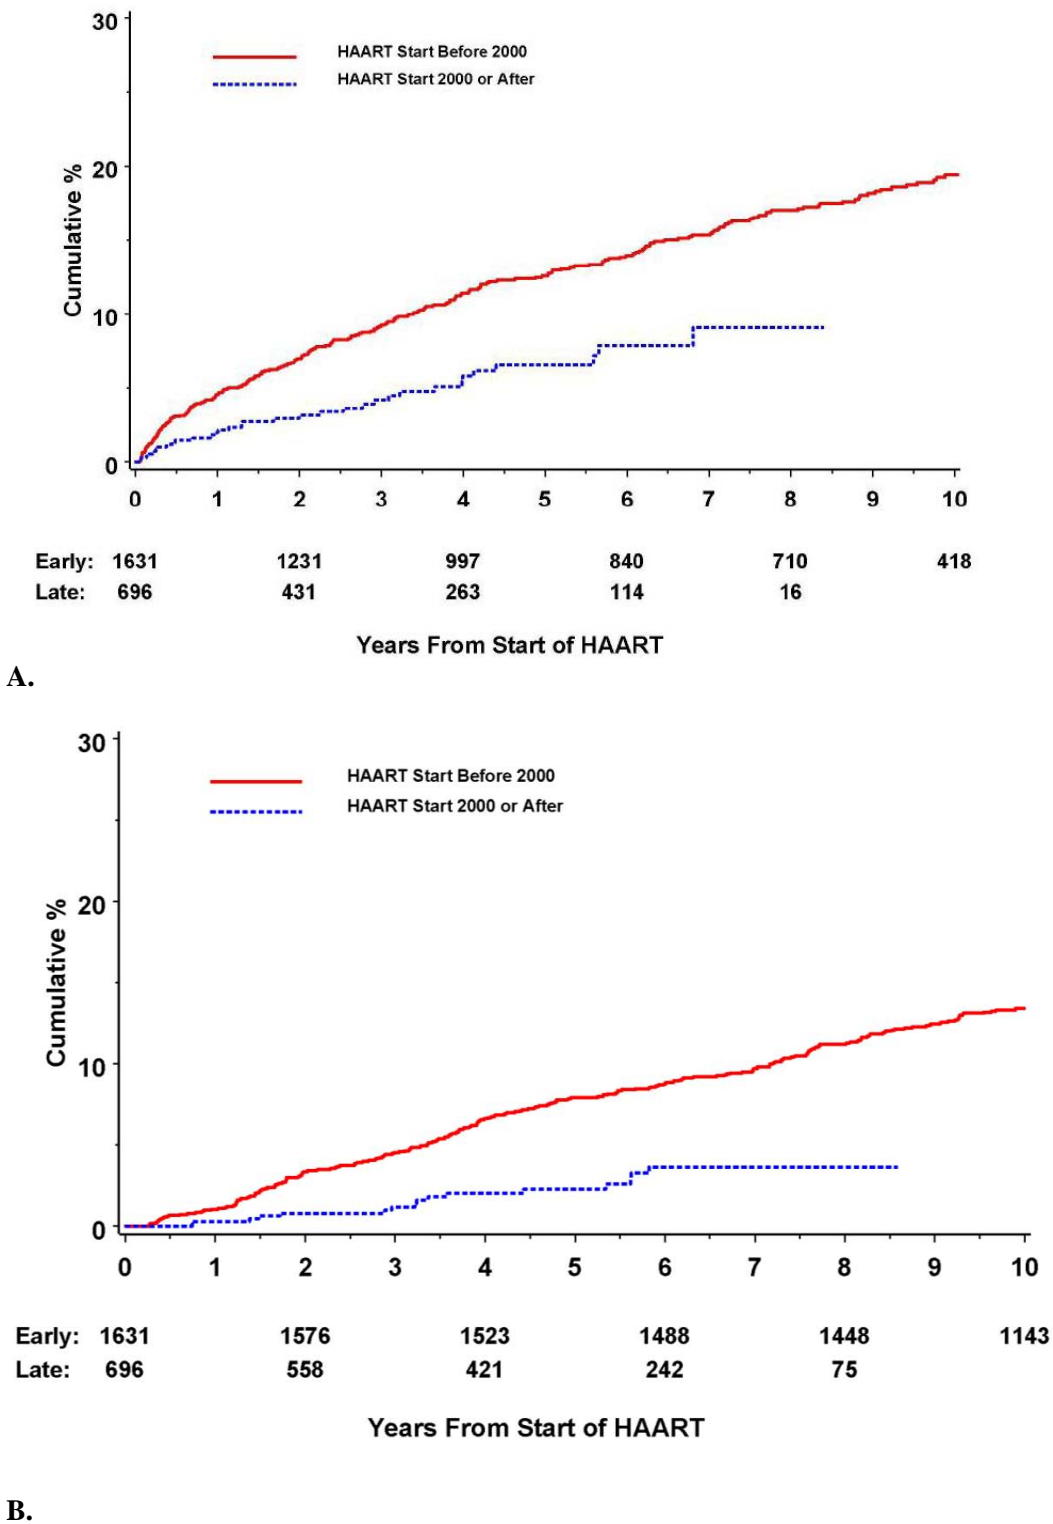 30
HAART Start Before 2000
HAART Start 2000 or After
20
Cumulative %
10
0
0 1 2 3 4 5 6 7 8 9 10
Early: 1631 1231 997 840 710 418
Late: 696 431 263 114 16
Years From Start of HAART
A.
30
HAART Start Before 2000
HAART Start 2000 or After
20
Cumulative %
10
0
0 1 2 3 4 5 6 7 8 9 10
Early: 1631 1576 1523 1488 1448 1143
Late: 696 558 421 242 75
Years From Start of HAART
B.